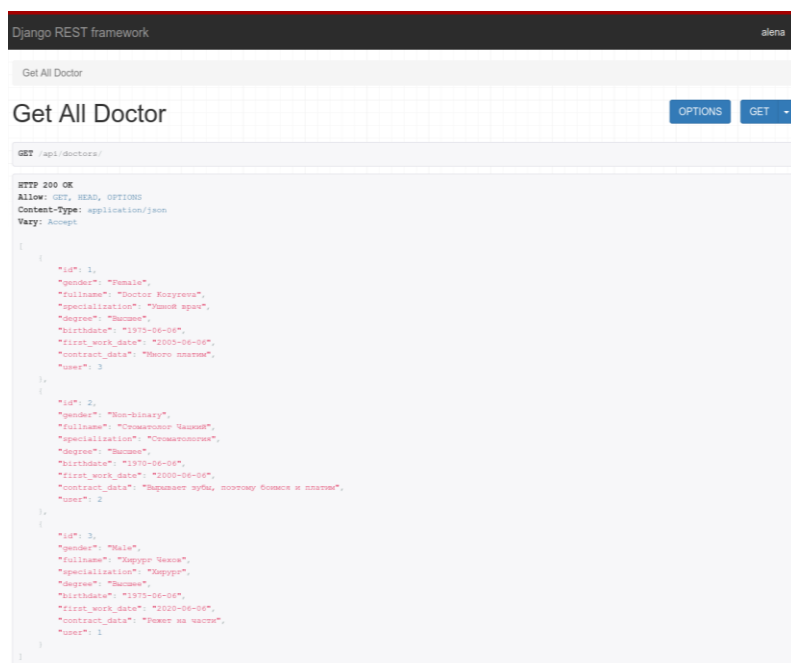 Django REST framework
alena
Get All Doctor
Get All Doctor
OPTIONS
GET
GET /api/doctors/
HTTP 200 OK
Allow: GET, HEAD, OPTIONS
Content-Type: application/json
Vary: Accept
[
{
"id": 1,
"gender": "Female",
"fullname": "Doctor Kozyreva",
"specialization": "Ушной врач",
"degree": "Высшее",
"birthdate": "1975-06-06",
"first_work_date": "2005-06-06",
"contract_data": "Много платим",
"user": 3
},
{
"id": 2,
"gender": "Non-binary",
"fullname": "Стоматолог Чацкий",
"specialization": "Стоматология",
"degree": "Высшее",
"birthdate": "1970-06-06",
"first_work_date": "2000-06-06",
"contract_data": "Вырывает зубы, поэтому боимся и платим",
"user": 2
},
{
"id": 3,
"gender": "Male",
"fullname": "Хирург Чехов",
"specialization": "Хирург",
"degree": "Высшее",
"birthdate": "1975-06-06",
"first_work_date": "2020-06-06",
"contract_data": "Режет на части",
"user": 1
}
]